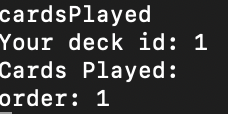 cardsPlayed
Your deck id: 1
Cards Played:
order: 1